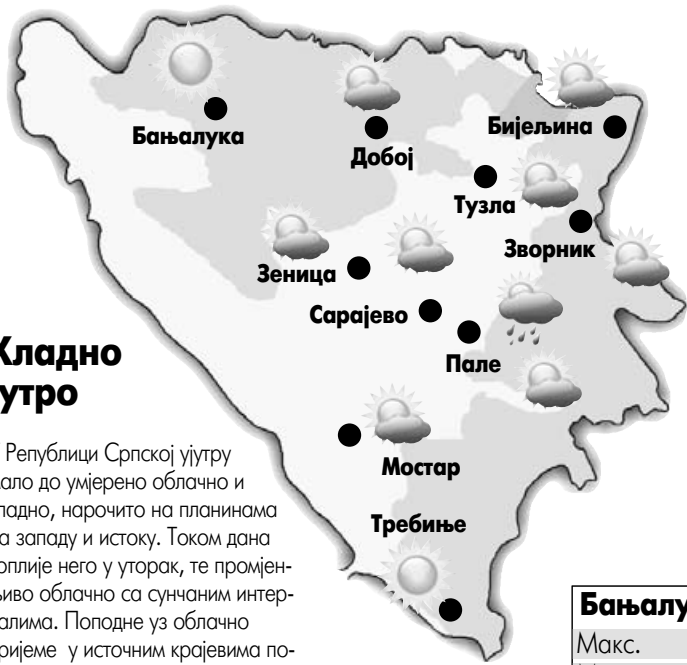 Бањалука
Добој
Бијељина
Тузла
Зворник
Зеница
Сарајево
Пале
Мостар
Требиње
Хладно
јутро
Републици Српској ујутру
мало до умјерено облачно и
хладно, нарочито на планинама
на западу и истоку. Током дана
топлије него у уторак, те промјен-
љиво облачно са сунчаним интер-
валима. Поподне уз облачно
вријеме у источним крајевима по-
Бањалу
Макс.